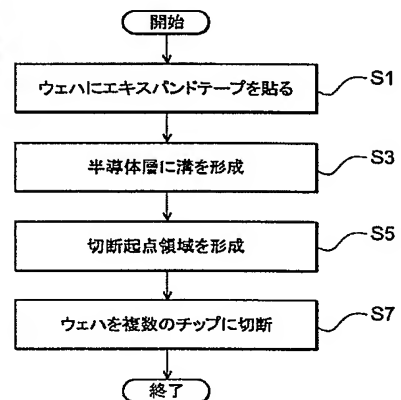 開始
ウェハにエキスパンドテープを貼る
S1
半導体層に溝を形成
S3
切断起点領域を形成
S5
ウェハを複数のチップに切断
S7
終了